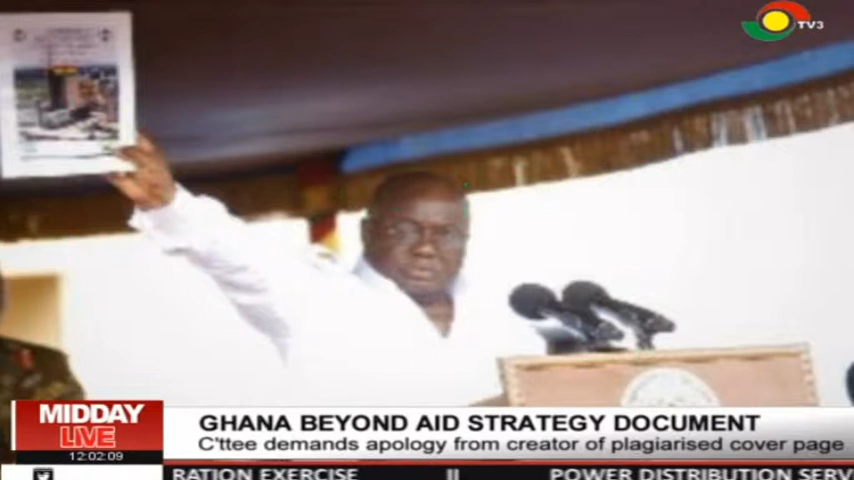 TV3
MIDDAY
LIVE
12:02:09
GHANA BEYOND AID STRATEGY DOCUMENT
C'ttee demands apology from creator of plagiarised cover page
RATION EXERCISE II POWER DISTRIBUTION SERV